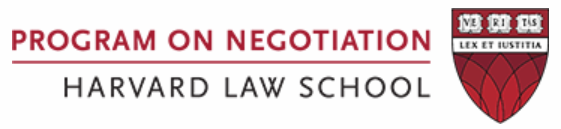 PROGRAM ON NEGOTIATION
HARVARD LAW SCHOOL
VE RI TAS
LEX ET IUSTITIA